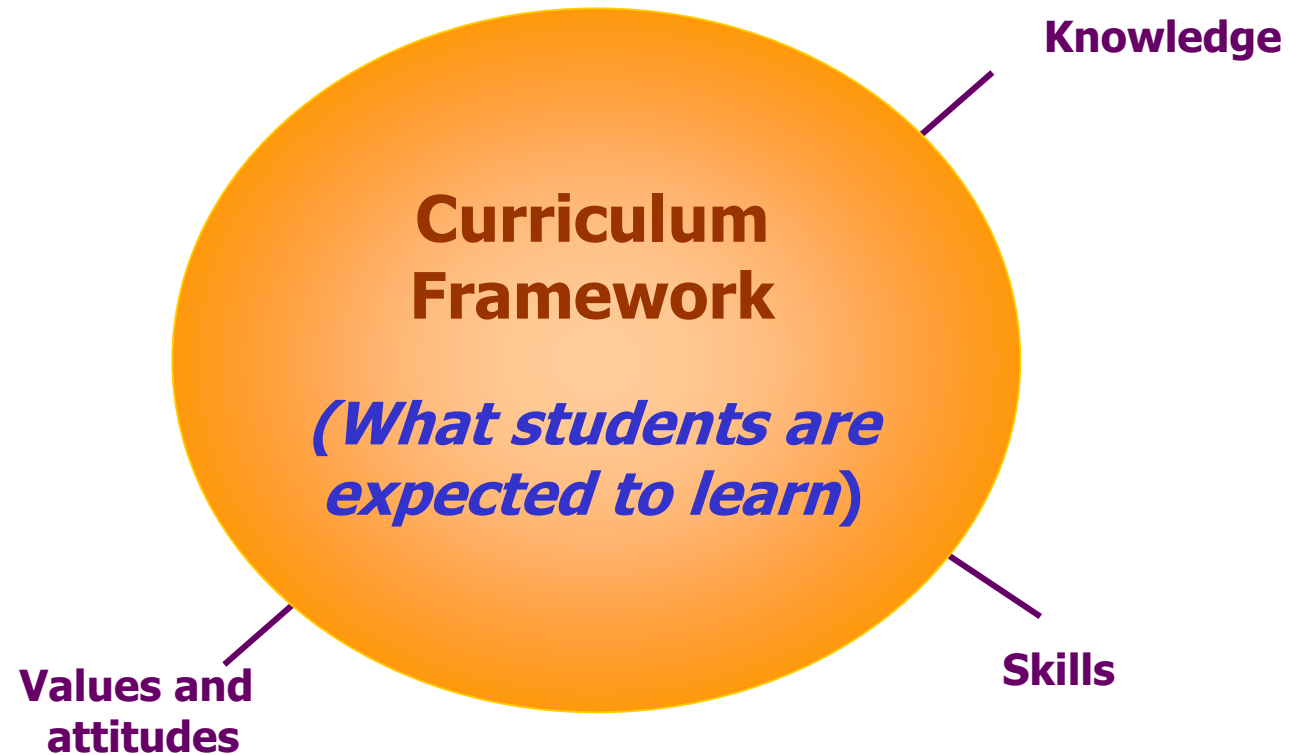 Knowledge
Curriculum
Framework
(What students are
expected to learn)
Skills
Values and
attitudes